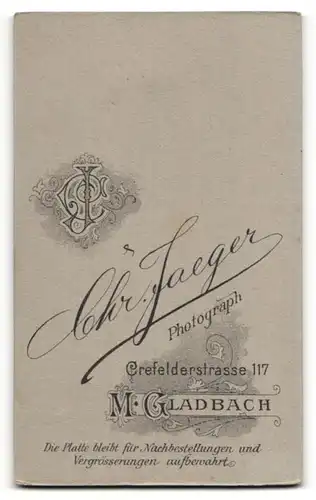 Chr. Jaeger
Photograph
Crefelderstrasse 117
M. GLADBACH
Die Platte bleibt für Nachbestellungen und
Vergrösserungen aufbewahrt.